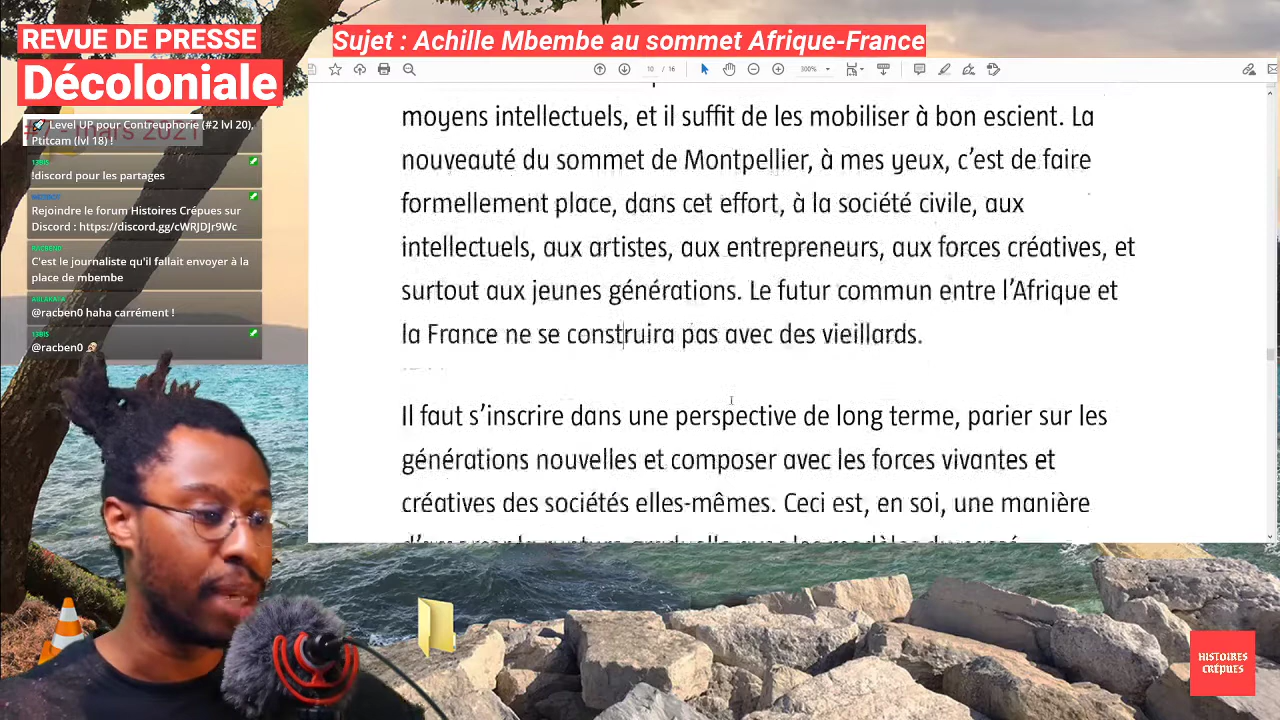 REVUE DE PRESSE
Décoloniale
Sujet : Achille Mbembe au sommet Afrique-France
10 / 16
300%
Level UP pour Contreuphorie (#2 lvl 20),
Ptitcam (lvl 18) !
13BIS
!discord pour les partages
Rejoindre le forum Histoires Crépues sur
Discord : https://discord.gg/cWRJDJr9Wc
RACBEN0
C'est le journaliste qu'il fallait envoyer à la
place de mbembe
@racben0 haha carrément !
13BIS
@racben0
moyens intellectuels, et il suffit de les mobiliser à bon escient. La
nouveauté du sommet de Montpellier, à mes yeux, c’est de faire
formellement place, dans cet effort, à la société civile, aux
intellectuels, aux artistes, aux entrepreneurs, aux forces créatives, et
surtout aux jeunes générations. Le futur commun entre l’Afrique et
la France ne se construira pas avec des vieillards.
Il faut s’inscrire dans une perspective de long terme, parier sur les
générations nouvelles et composer avec les forces vivantes et
créatives des sociétés elles-mêmes. Ceci est, en soi, une manière
HISTOIRES
CRÉPUES